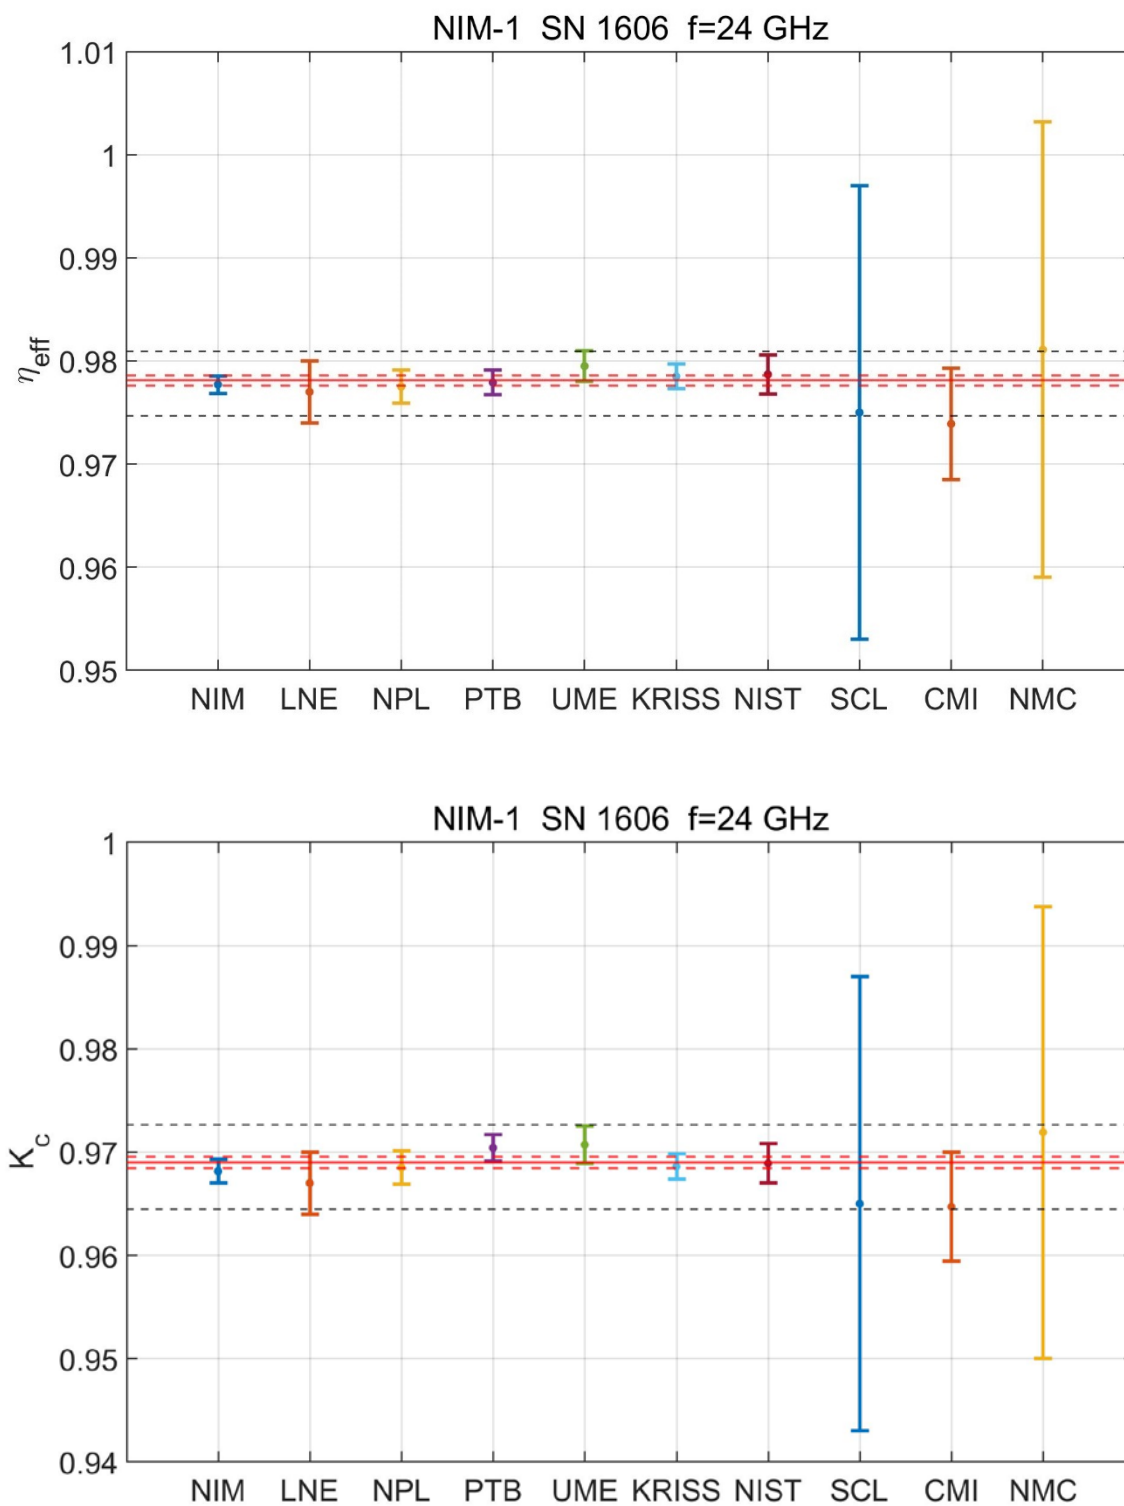 NIM-1 SN 1606 f=24 GHz
1.01
1
0.99
0.98
0.97
0.96
0.95
ηeff
NIM LNE NPL PTB UME KRISS NIST SCL CMI NMC
NIM-1 SN 1606 f=24 GHz
1
0.99
0.98
0.97
0.96
0.95
0.94
Kc
NIM LNE NPL PTB UME KRISS NIST SCL CMI NMC